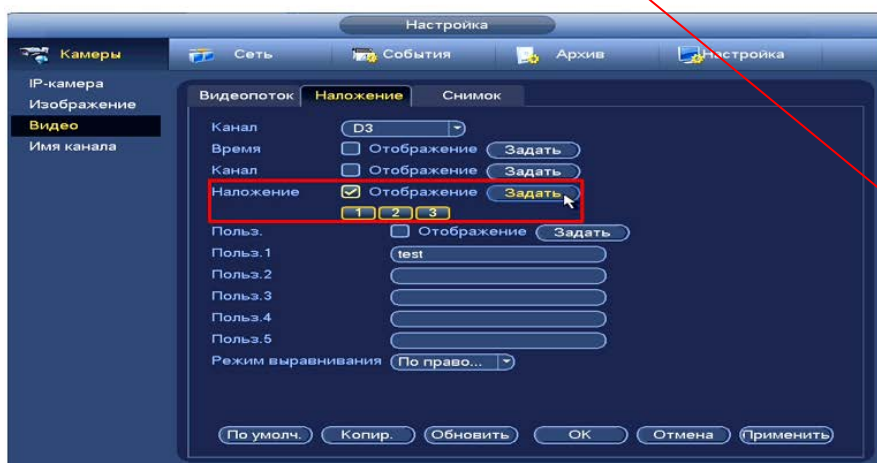 Настройка
Камеры Сеть События Архив Настройка
IP-камера
Изображение
Видео
Имя канала
Видеопоток Наложение Снимок
Канал D3
Время Отображение Задать
Канал Отображение Задать
Наложение Отображение Задать
1 2 3
Польз. Отображение Задать
Польз.1 test
Польз.2
Польз.3
Польз.4
Польз.5
Режим выравнивания По право...
По умолч. Копир. Обновить OK Отмена Применить